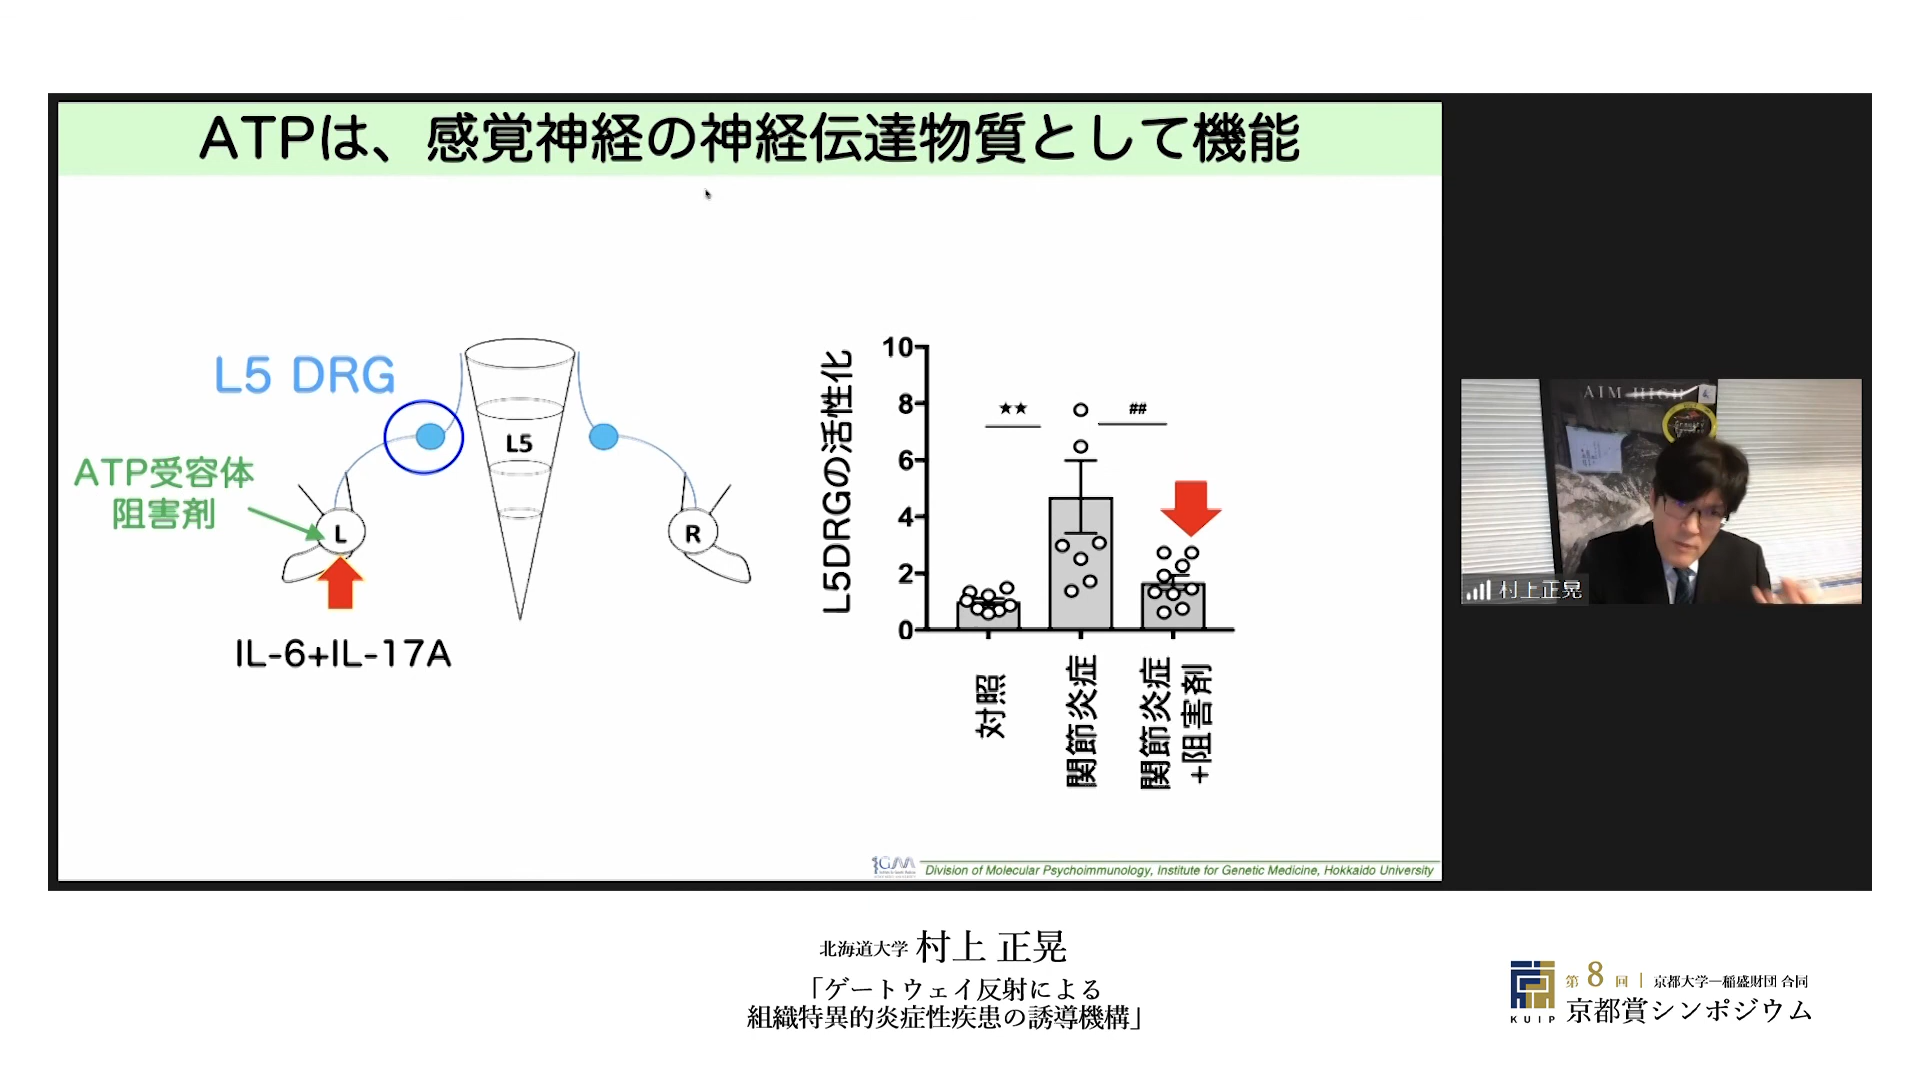 ATPは、感覚神経の神経伝達物質として機能
L5 DRG
ATP受容体
阻害剤
L5
L
R
IL-6+IL-17A
L5DRGの活性化
10
8
6
4
2
0
★★
##
対照
関節炎症
関節炎症
+阻害剤
IGM
Division of Molecular Psychoimmunology, Institute for Genetic Medicine, Hokkaido University
AIM HIGH
村上正晃
北海道大学 村上 正晃
「ゲートウェイ反射による
組織特異的炎症性疾患の誘導機構」
KUIP
第8回 | 京都大学—稲盛財団 合同
京都賞シンポジウム